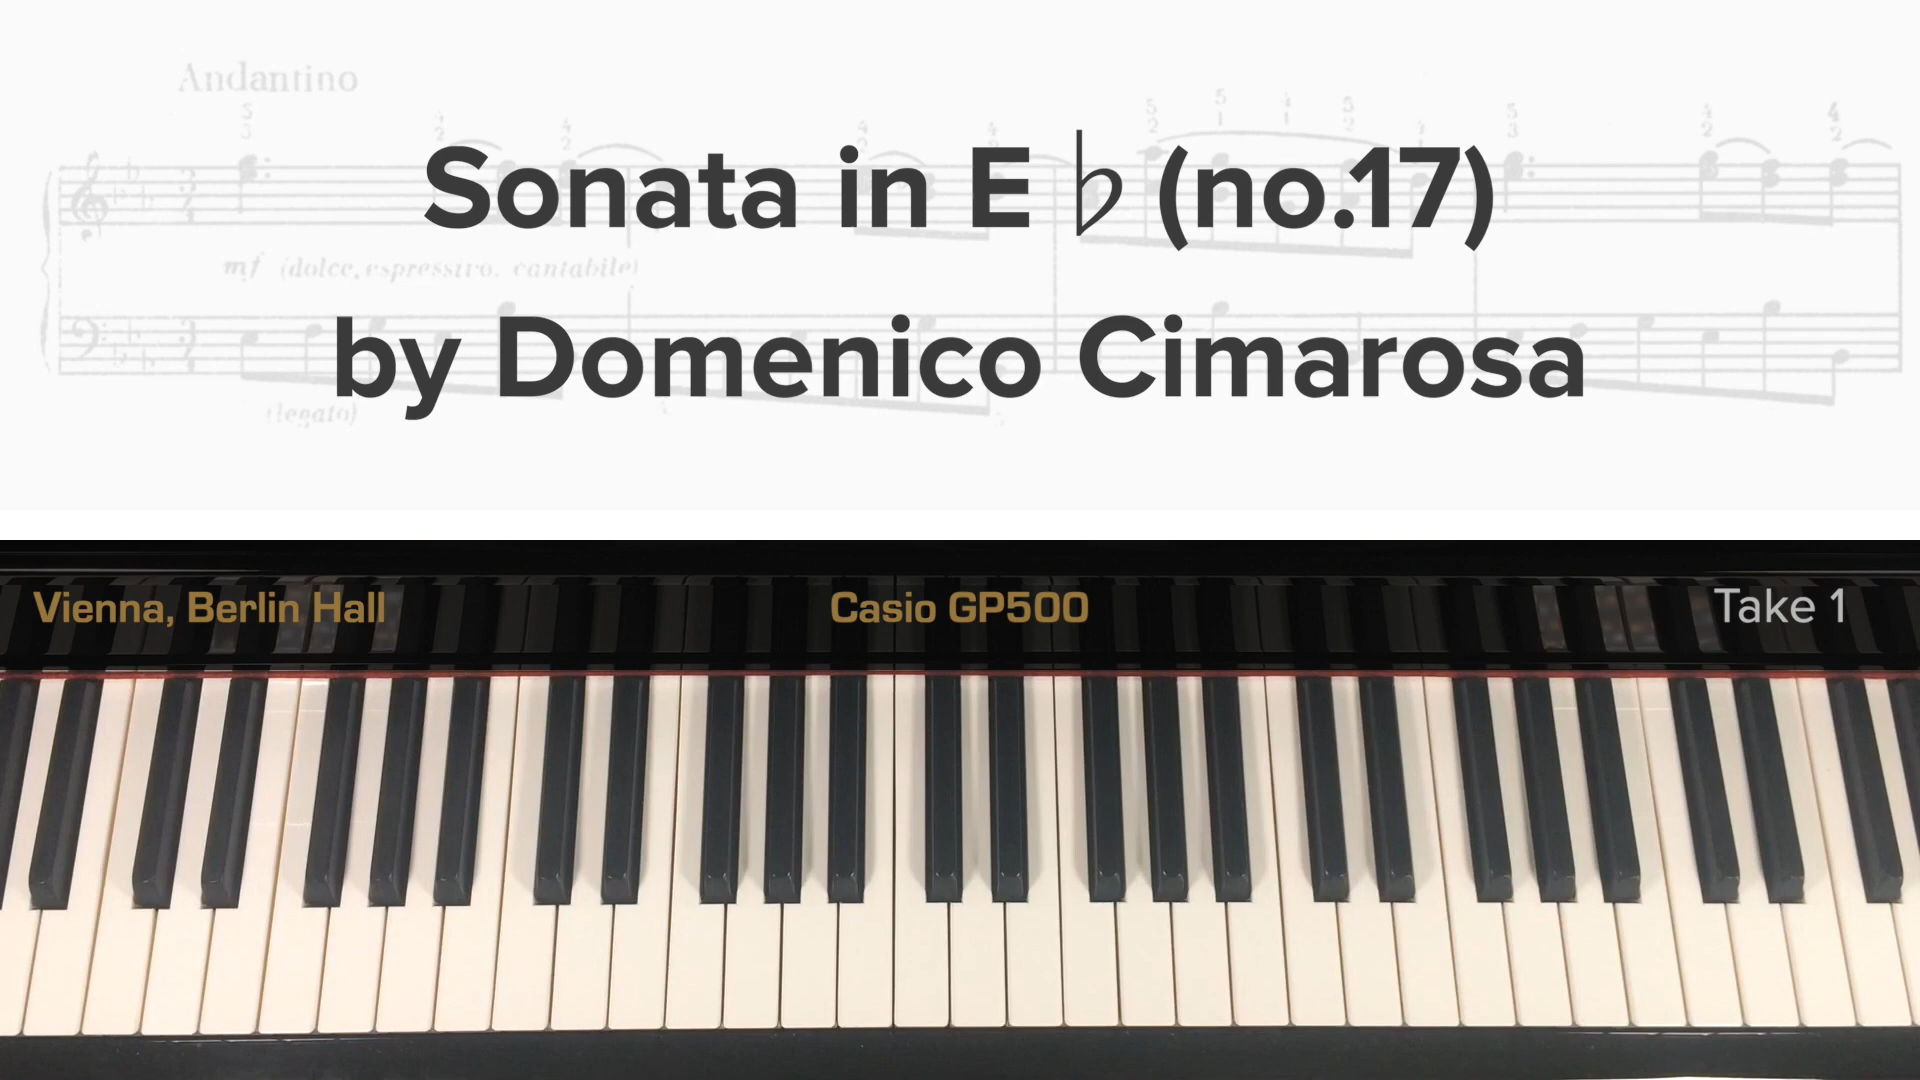 Andantino
Sonata in E♭(no.17)
mf (dolce, espressivo, cantabile)
by Domenico Cimarosa
(legato)
Vienna, Berlin Hall
Casio GP500
Take 1